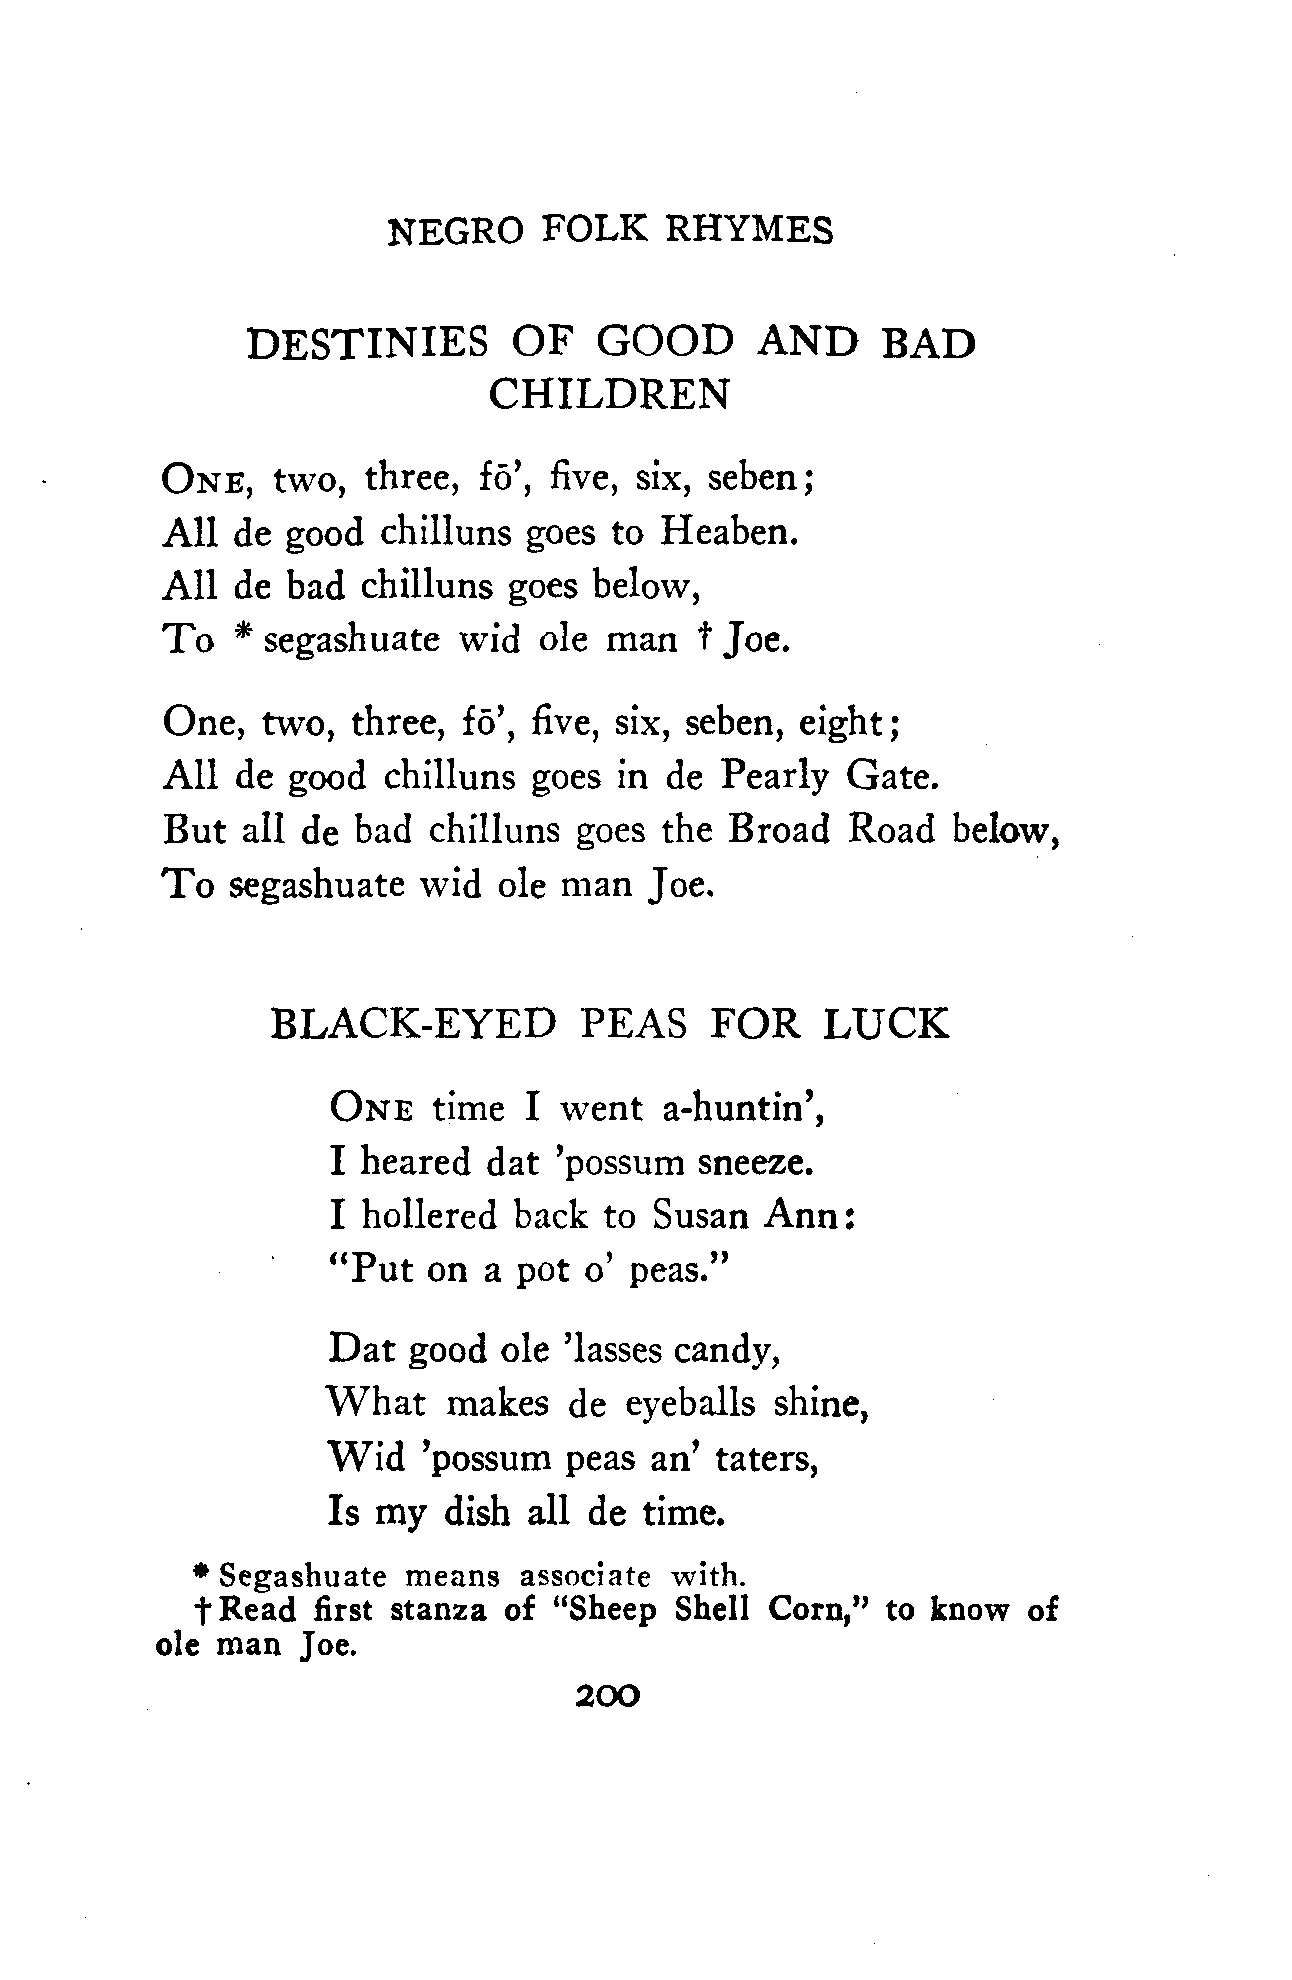 NEGRO FOLK RHYMES
DESTINIES OF GOOD AND BAD
CHILDREN
ONE, two, three, fō', five, six, seben;
All de good chilluns goes to Heaben.
All de bad chilluns goes below,
To * segashuate wid ole man † Joe.
One, two, three, fō', five, six, seben, eight;
All de good chilluns goes in de Pearly Gate.
But all de bad chilluns goes the Broad Road below,
To segashuate wid ole man Joe.
BLACK-EYED PEAS FOR LUCK
ONE time I went a-huntin',
I heared dat 'possum sneeze.
I hollered back to Susan Ann:
"Put on a pot o' peas."
Dat good ole 'lasses candy,
What makes de eyeballs shine,
Wid 'possum peas an' taters,
Is my dish all de time.
* Segashuate means associate with.
† Read first stanza of "Sheep Shell Corn," to know of
ole man Joe.
200